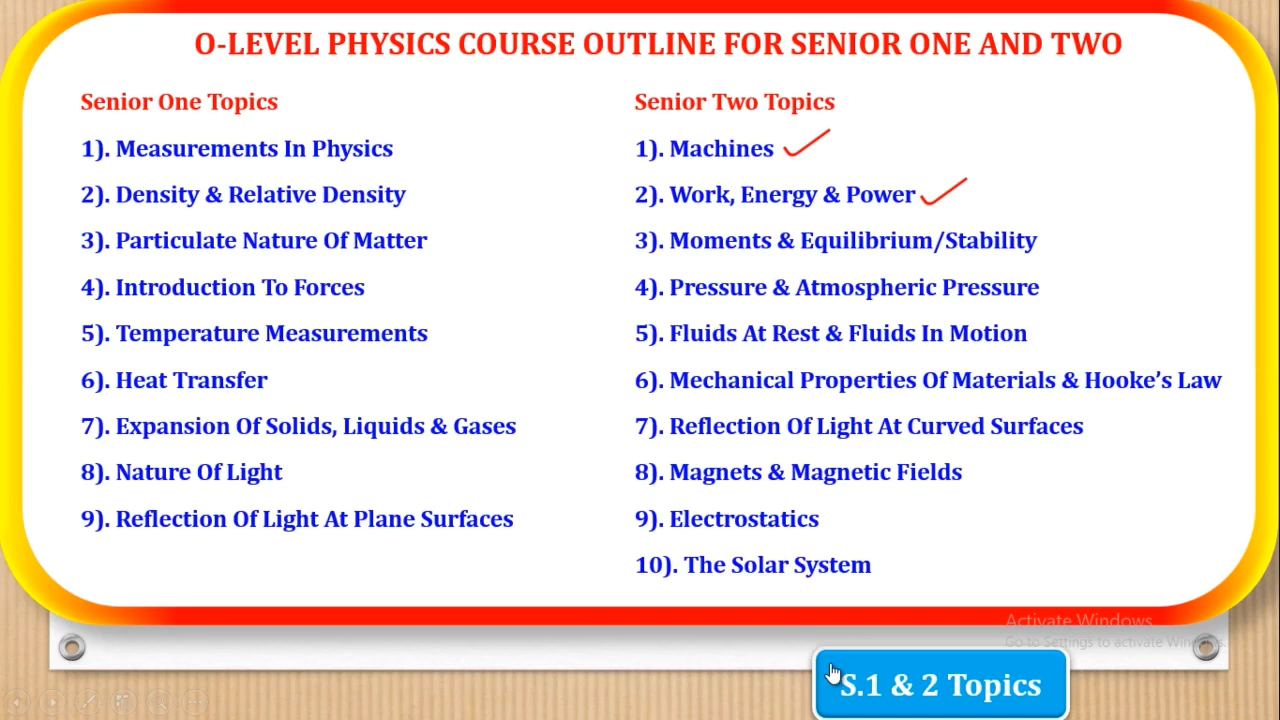 O-LEVEL PHYSICS COURSE OUTLINE FOR SENIOR ONE AND TWO
Senior One Topics
1). Measurements In Physics
2). Density & Relative Density
3). Particulate Nature Of Matter
4). Introduction To Forces
5). Temperature Measurements
6). Heat Transfer
7). Expansion Of Solids, Liquids & Gases
8). Nature Of Light
9). Reflection Of Light At Plane Surfaces
Senior Two Topics
1). Machines
2). Work, Energy & Power
3). Moments & Equilibrium/Stability
4). Pressure & Atmospheric Pressure
5). Fluids At Rest & Fluids In Motion
6). Mechanical Properties Of Materials & Hooke’s Law
7). Reflection Of Light At Curved Surfaces
8). Magnets & Magnetic Fields
9). Electrostatics
10). The Solar System
Activate Windows
Go to Settings to activate Windows.
S.1 & 2 Topics